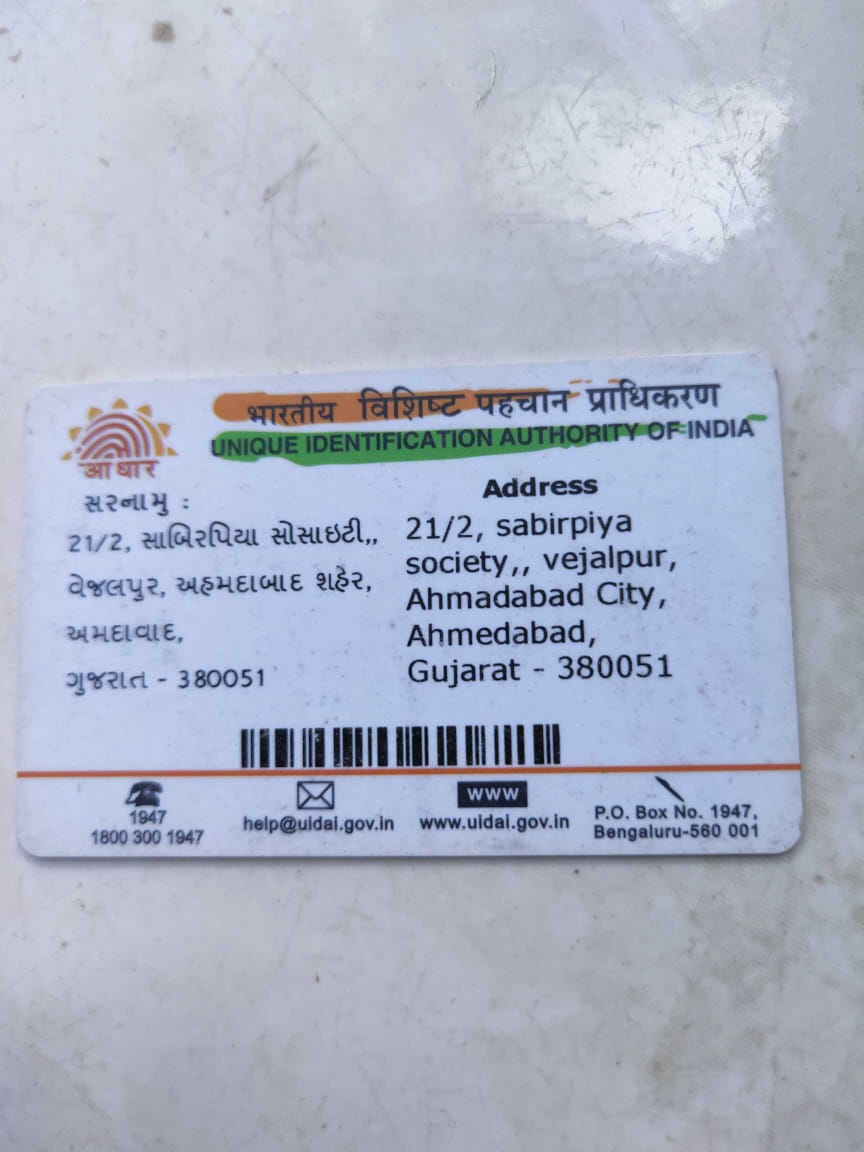 भारतीय विशिष्ट पहचान प्राधिकरण
UNIQUE IDENTIFICATION AUTHORITY OF INDIA
आधार
સરનામુ :
21/2, સાબિરપિયા સોસાઇટી,,
વેજલપુર, અહમદાબાદ શહેર,
અમદાવાદ,
ગુજરાત - 380051
Address
21/2, sabirpiya
society,, vejalpur,
Ahmadabad City,
Ahmedabad,
Gujarat - 380051
1947
1800 300 1947
help@uidai.gov.in
www
www.uidai.gov.in
P.O. Box No. 1947,
Bengaluru-560 001